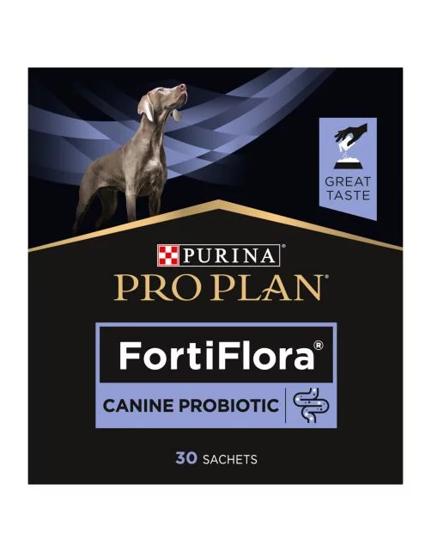 GREAT
TASTE
PURINA®
PRO PLAN®
FortiFlora®
CANINE PROBIOTIC
30 SACHETS